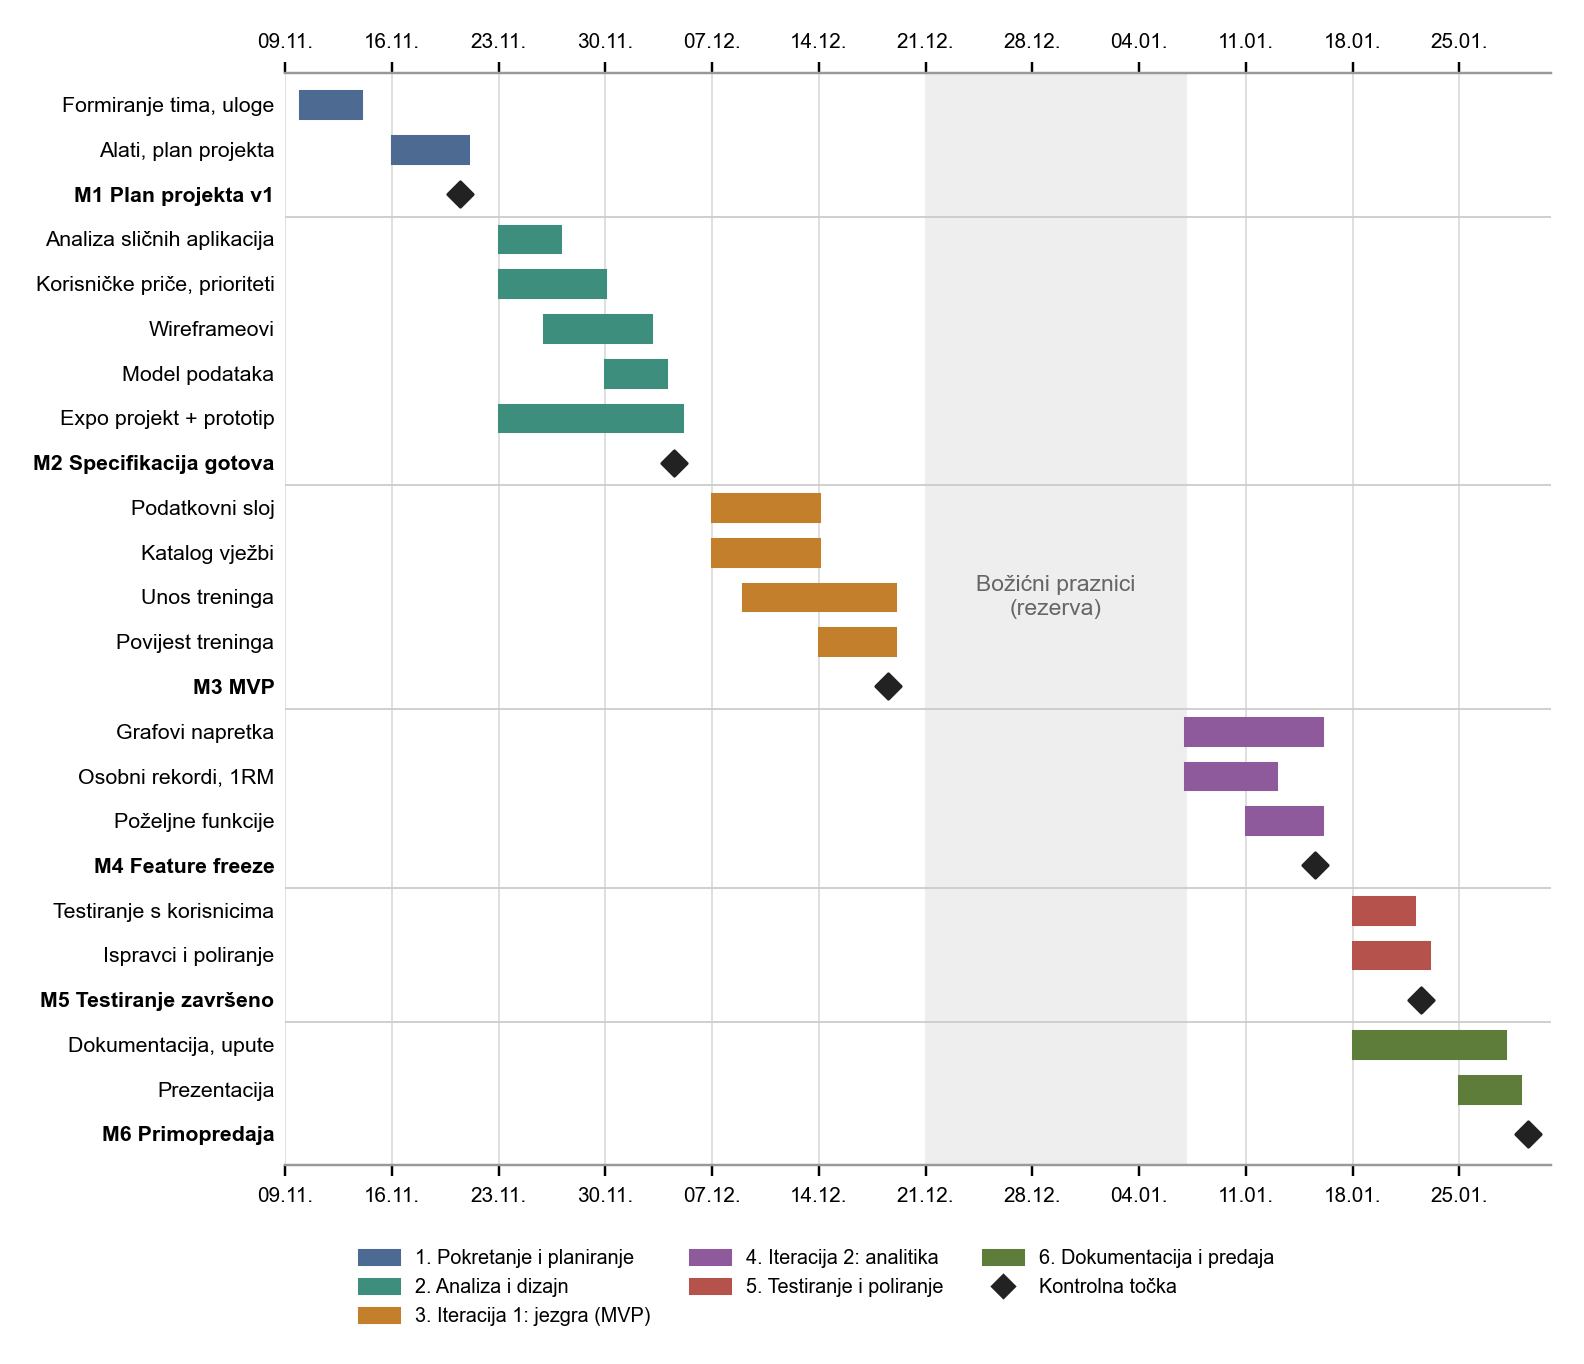 09.11. 16.11. 23.11. 30.11. 07.12. 14.12. 21.12. 28.12. 04.01. 11.01. 18.01. 25.01.
Formiranje tima, uloge
Alati, plan projekta
M1 Plan projekta v1
Analiza sličnih aplikacija
Korisničke priče, prioriteti
Wireframeovi
Model podataka
Expo projekt + prototip
M2 Specifikacija gotova
Podatkovni sloj
Katalog vježbi
Božićni praznici
(rezerva)
Unos treninga
Povijest treninga
M3 MVP
Grafovi napretka
Osobni rekordi, 1RM
Poželjne funkcije
M4 Feature freeze
Testiranje s korisnicima
Ispravci i poliranje
M5 Testiranje završeno
Dokumentacija, upute
Prezentacija
M6 Primopredaja
09.11. 16.11. 23.11. 30.11. 07.12. 14.12. 21.12. 28.12. 04.01. 11.01. 18.01. 25.01.
1. Pokretanje i planiranje
2. Analiza i dizajn
3. Iteracija 1: jezgra (MVP)
4. Iteracija 2: analitika
5. Testiranje i poliranje
6. Dokumentacija i predaja
Kontrolna točka